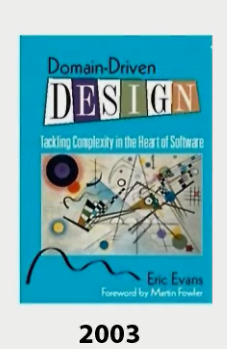 Domain-Driven
DESIGN
Tackling Complexity in the Heart of Software
Eric Evans
Foreword by Martin Fowler
2003